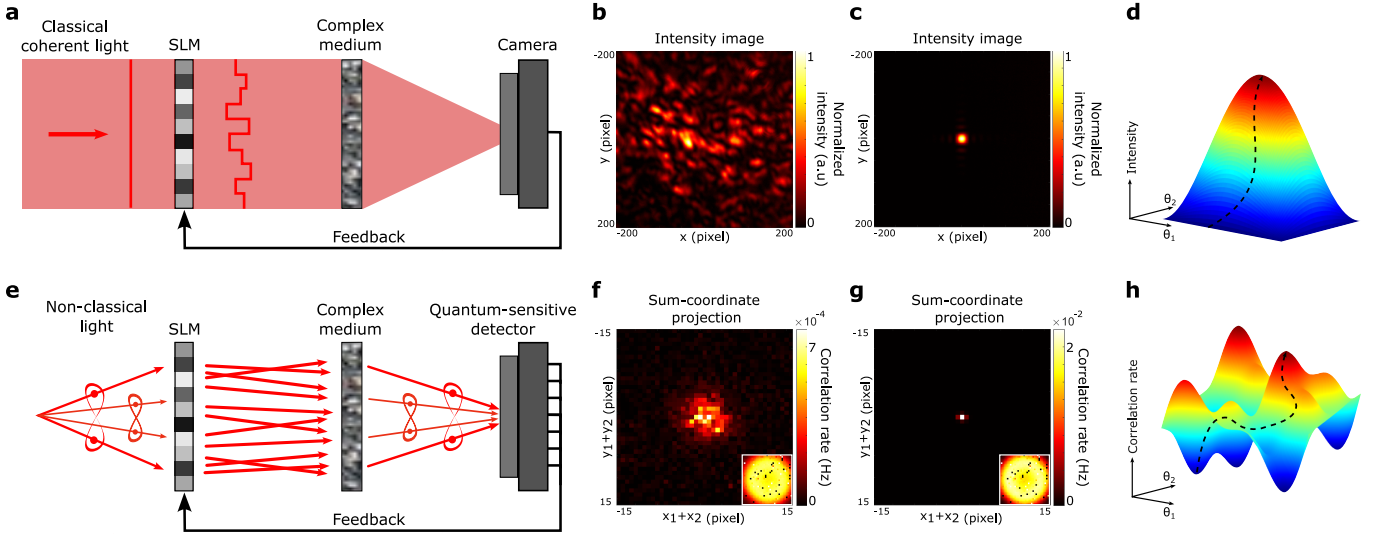 a
Classical
coherent light
SLM
Complex
medium
Camera
Feedback
b
Intensity image
-200
y (pixel)
200
-200
x (pixel)
200
1
0
Normalized
intensity (a.u)
c
Intensity image
-200
y (pixel)
200
-200
x (pixel)
200
1
0
Normalized
intensity (a.u)
d
Intensity
θ2
θ1
e
Non-classical
light
SLM
Complex
medium
Quantum-sensitive
detector
Feedback
f
Sum-coordinate
projection
×10⁻⁴
-15
y₁+y₂ (pixel)
15
-15
x₁+x₂ (pixel)
15
7
0
Correlation rate (Hz)
g
Sum-coordinate
projection
×10⁻²
-15
y₁+y₂ (pixel)
15
-15
x₁+x₂ (pixel)
15
2
0
Correlation rate (Hz)
h
Correlation rate
θ2
θ1